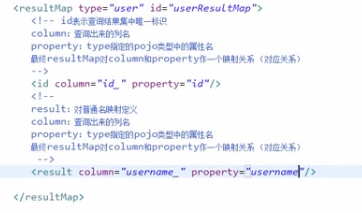 <resultMap type="user" id="userResultMap">
<!-- id表示查询结果集中唯一标识
column：查询出来的列名
property：type指定的pojo类型中的属性名
最终resultMap对column和property作一个映射关系（对应关系）
-->
<id column="id_" property="id"/>
<!--
result：对普通名映射定义
column：查询出来的列名
property：type指定的pojo类型中的属性名
最终resultMap对column和property作一个映射关系（对应关系）
-->
<result column="username_" property="username"/>
</resultMap>